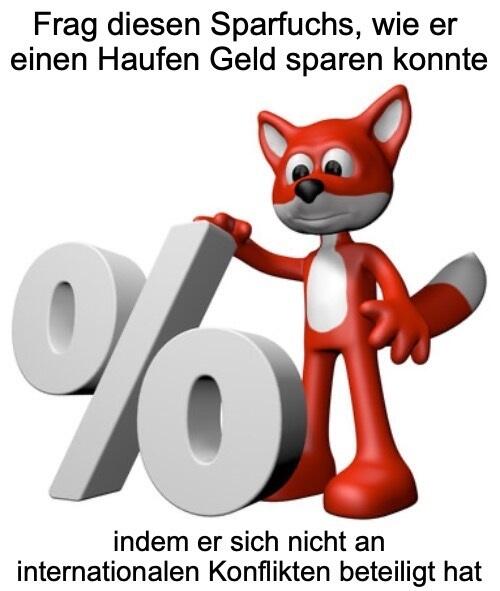 Frag diesen Sparfuchs, wie er
einen Haufen Geld sparen konnte
%
indem er sich nicht an
internationalen Konflikten beteiligt hat